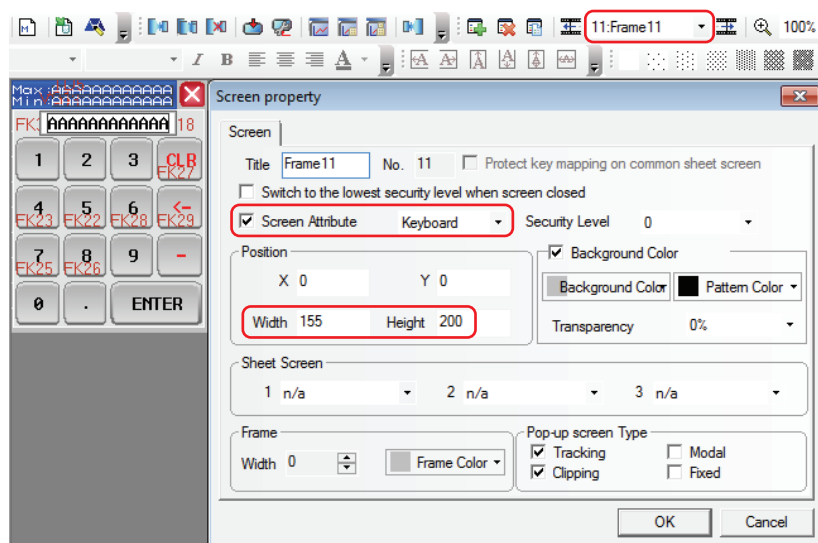 11:Frame11
100%
I B A
Max:AAAAAAAAAAAA
Min:AAAAAAAAAAAA
AAAAAAAAAAAA 18
1 2 3 CLR
FK27
4 5 6 <-
FK23 FK22 FK28 FK29
7 8 9 -
FK25 FK26
0 . ENTER
Screen property
Screen
Title Frame11 No. 11 Protect key mapping on common sheet screen
Switch to the lowest security level when screen closed
Screen Attribute Keyboard Security Level 0
Position
X 0 Y 0
Width 155 Height 200
Background Color
Background Color Pattern Color
Transparency 0%
Sheet Screen
1 n/a 2 n/a 3 n/a
Frame
Width 0 Frame Color
Pop-up screen Type
Tracking Modal
Clipping Fixed
OK Cancel